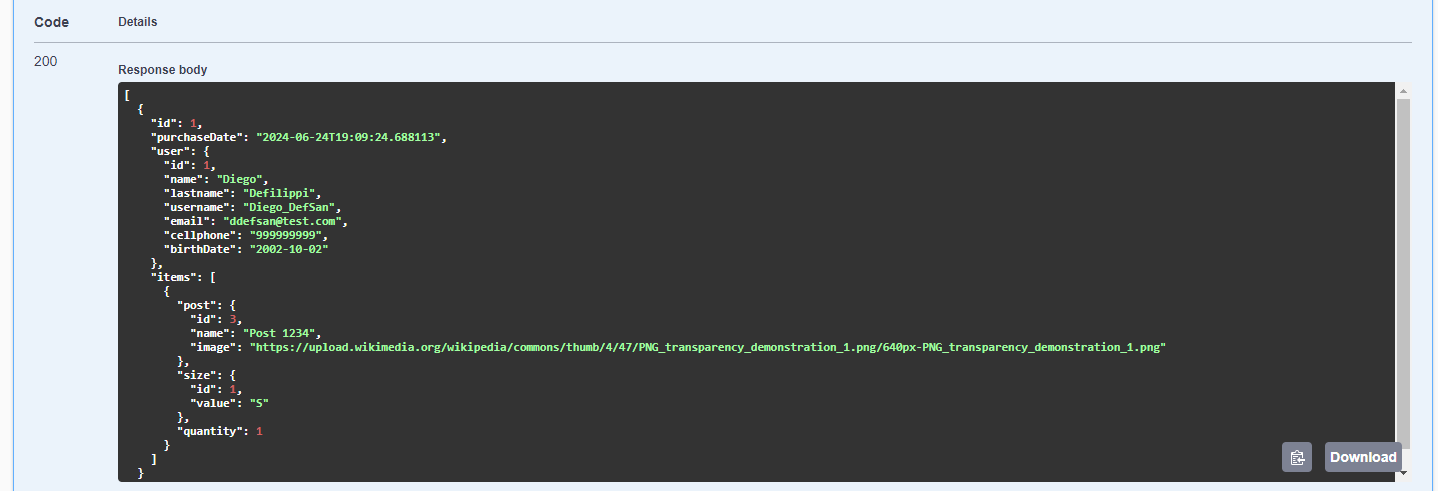 Code Details
200
Response body
[
  {
    "id": 1,
    "purchaseDate": "2024-06-24T19:09:24.688113",
    "user": {
      "id": 1,
      "name": "Diego",
      "lastname": "Defilippi",
      "username": "Diego_DefSan",
      "email": "ddefsan@test.com",
      "cellphone": "999999999",
      "birthDate": "2002-10-02"
    },
    "items": [
      {
        "post": {
          "id": 3,
          "name": "Post 1234",
          "image": "https://upload.wikimedia.org/wikipedia/commons/thumb/4/47/PNG_transparency_demonstration_1.png/640px-PNG_transparency_demonstration_1.png"
        },
        "size": {
          "id": 1,
          "value": "S"
        },
        "quantity": 1
      }
    ]
  }
Download